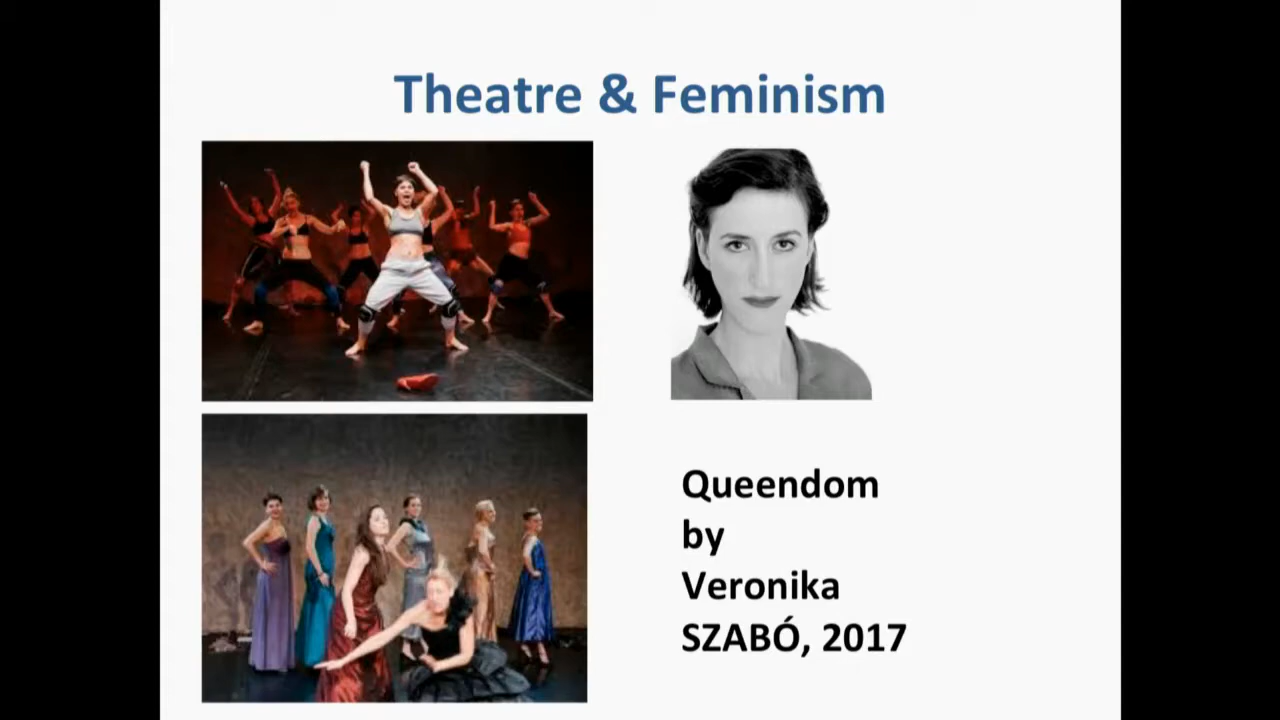 Theatre & Feminism
Queendom
by
Veronika
SZABÓ, 2017